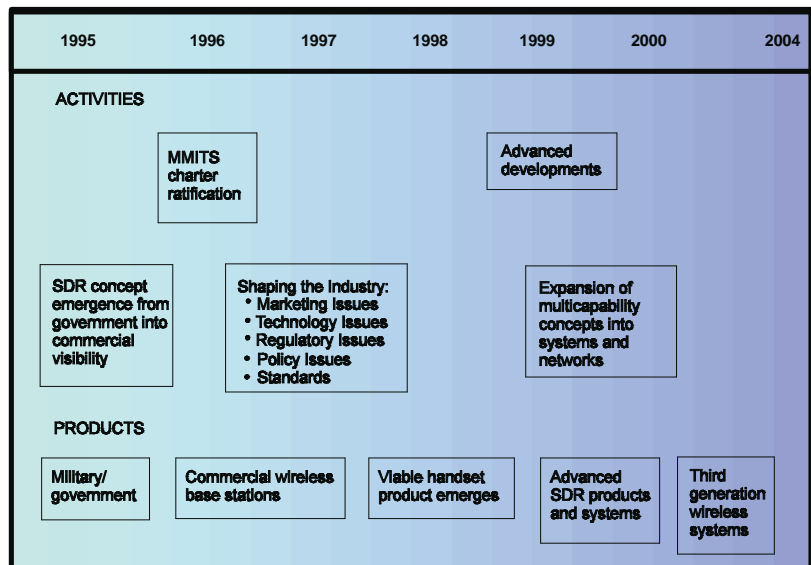 1995 1996 1997 1998 1999 2000 2004
ACTIVITIES
MMITS
charter
ratification
Advanced
developments
SDR concept
emergence from
government into
commercial
visibility
Shaping the Industry:
• Marketing Issues
• Technology Issues
• Regulatory Issues
• Policy Issues
• Standards
Expansion of
multicapability
concepts into
systems and
networks
PRODUCTS
Military/
government
Commercial wireless
base stations
Viable handset
product emerges
Advanced
SDR products
and systems
Third
generation
wireless
systems